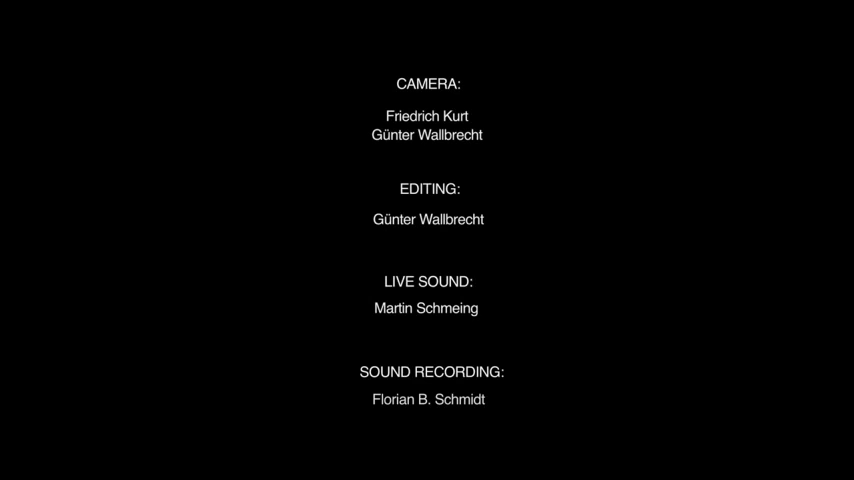 CAMERA:
Friedrich Kurt
Günter Wallbrecht
EDITING:
Günter Wallbrecht
LIVE SOUND:
Martin Schmeing
SOUND RECORDING:
Florian B. Schmidt